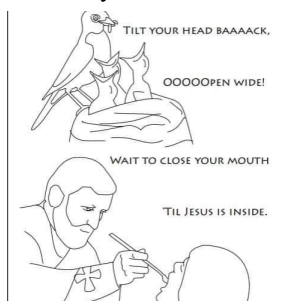 TILT YOUR HEAD BAAAACK,
OOOOOPEN WIDE!
WAIT TO CLOSE YOUR MOUTH
'TIL JESUS IS INSIDE.